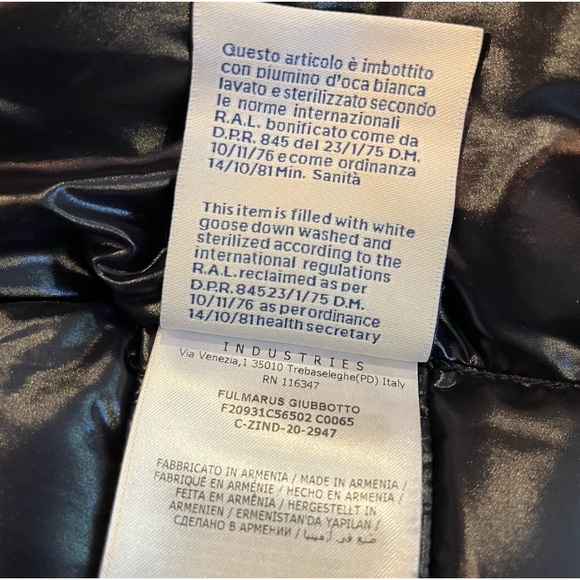 Questo articolo è imbottito
con piumino d'oca bianca
lavato e sterilizzato secondo
le norme internazionali
R.A.L. bonificato come da
D.P.R. 845 del 23/1/75 D.M.
10/11/76 e come ordinanza
14/10/81 Min. Sanità
This item is filled with white
goose down washed and
sterilized according to the
international regulations
R.A.L. reclaimed as per
D.P.R. 84523/1/75 D.M.
10/11/76 as per ordinance
14/10/81 health secretary
INDUSTRIES
Via Venezia,1 35010 Trebaseleghe(PD) Italy
RN 116347
FULMARUS GIUBBOTTO
F20931C56502 C0065
C-ZIND-20-2947
FABBRICATO IN ARMENIA / MADE IN ARMENIA /
FABRIQUÉ EN ARMÉNIE / HECHO EN ARMENIA /
FEITA EM ARMÊNIA / HERGESTELLT IN
ARMENIEN / ERMENISTAN'DA YAPILAN /
СДЕЛАНО В АРМЕНИИ / صنع في أرمينيا /